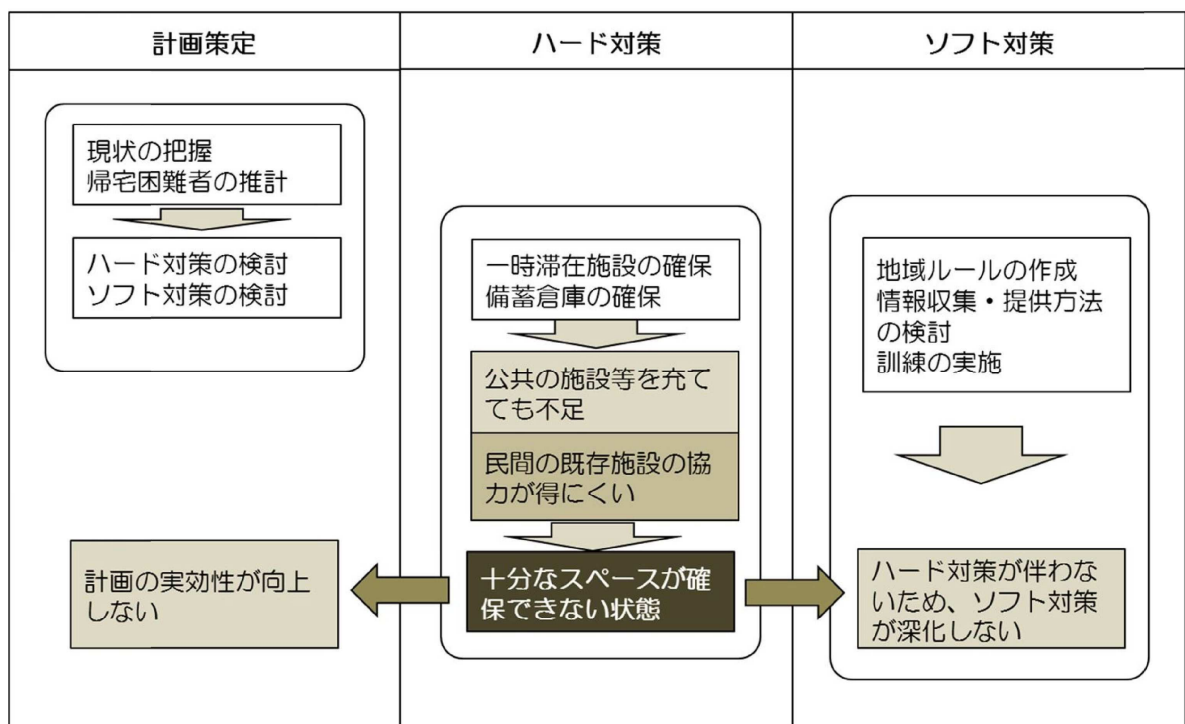 計画策定
ハード対策
ソフト対策
現状の把握
帰宅困難者の推計
ハード対策の検討
ソフト対策の検討
計画の実効性が向上
しない
一時滞在施設の確保
備蓄倉庫の確保
公共の施設等を充て
ても不足
民間の既存施設の協
力が得にくい
十分なスペースが確
保できない状態
地域ルールの作成
情報収集・提供方法
の検討
訓練の実施
ハード対策が伴わな
いため、ソフト対策
が深化しない